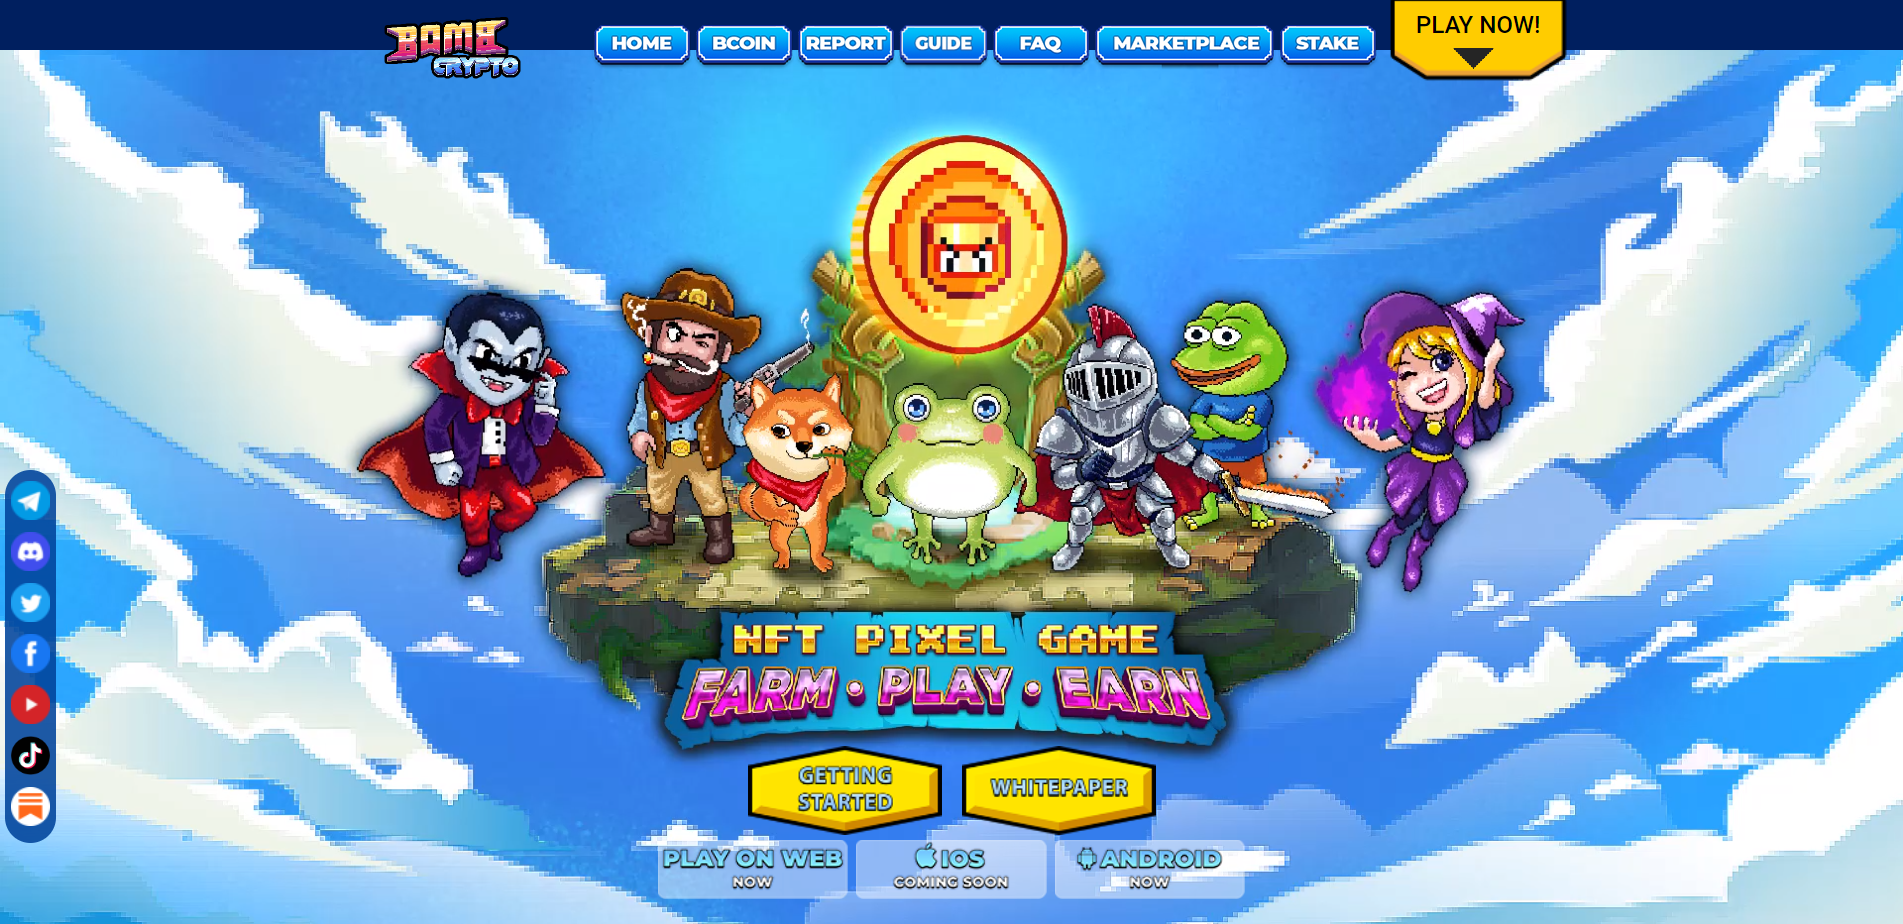 BOMB
CRYPTO
HOME
BCOIN
REPORT
GUIDE
FAQ
MARKETPLACE
STAKE
PLAY NOW!
NFT PIXEL GAME
FARM • PLAY • EARN
GETTING
STARTED
WHITEPAPER
PLAY ON WEB
NOW
IOS
COMING SOON
ANDROID
NOW